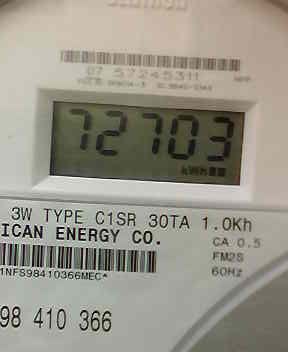 07 57245311
72703
kWh
3W TYPE C1SR 30TA 1.0Kh
ICAN ENERGY CO.
CA 0.5
FM2S
60Hz
1NFS98410366MEC*
98 410 366